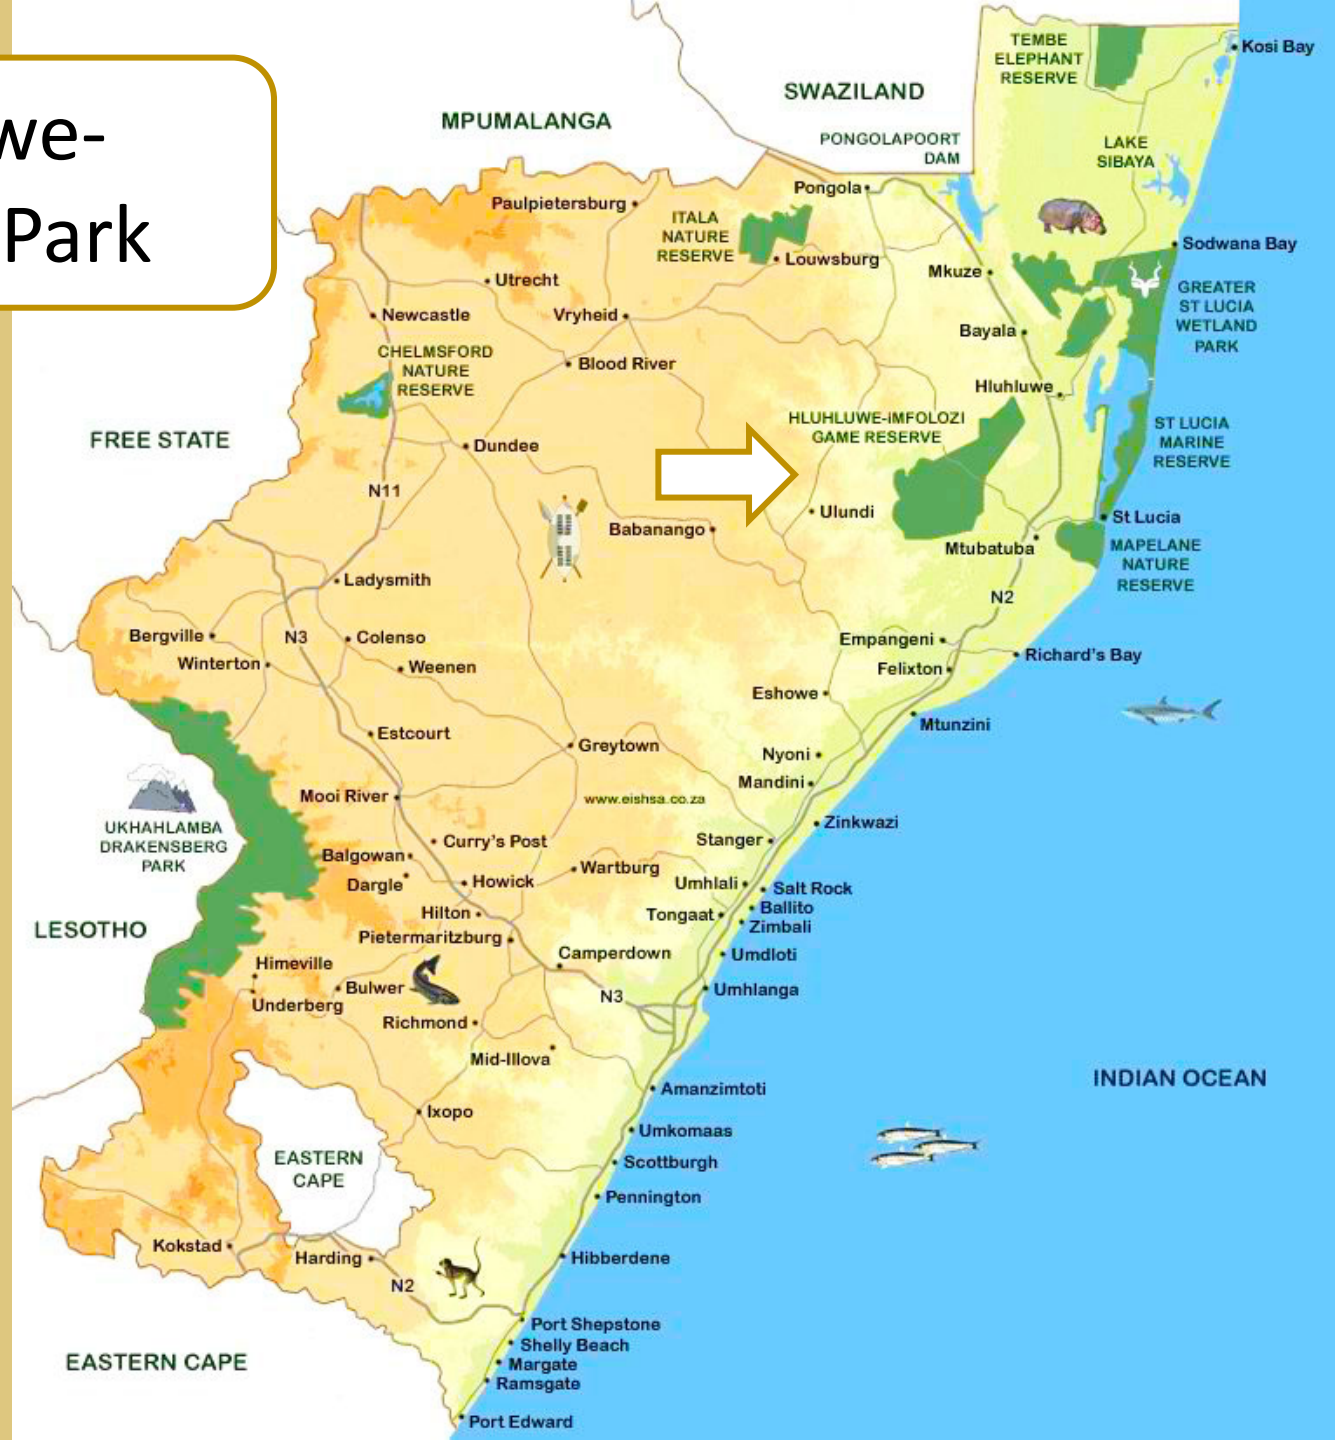 we-
Park
MPUMALANGA
SWAZILAND
TEMBE
ELEPHANT
RESERVE
Kosi Bay
PONGOLAPOORT
DAM
LAKE
SIBAYA
Pongola
Paulpietersburg
ITALA
NATURE
RESERVE
Louwsburg
Sodwana Bay
Mkuze
Utrecht
GREATER
ST LUCIA
WETLAND
PARK
Newcastle
Vryheid
Bayala
CHELMSFORD
NATURE
RESERVE
Blood River
Hluhluwe
HLUHLUWE-iMFOLOZI
GAME RESERVE
ST LUCIA
MARINE
RESERVE
FREE STATE
Dundee
N11
Ulundi
Babanango
St Lucia
Mtubatuba
MAPELANE
NATURE
RESERVE
Ladysmith
N2
Bergville
N3
Colenso
Empangeni
Richard's Bay
Winterton
Weenen
Felixton
Eshowe
Mtunzini
Estcourt
Greytown
Nyoni
Mandini
Mooi River
www.eishsa.co.za
Zinkwazi
UKHAHLAMBA
DRAKENSBERG
PARK
Curry's Post
Stanger
Balgowan
Wartburg
Dargle
Howick
Umhlali
Salt Rock
Hilton
Tongaat
Ballito
Zimbali
LESOTHO
Pietermaritzburg
Camperdown
Umdloti
Himeville
Bulwer
N3
Umhlanga
Underberg
Richmond
Mid-Illova
INDIAN OCEAN
Amanzimtoti
Ixopo
Umkomaas
EASTERN
CAPE
Scottburgh
Pennington
Kokstad
Harding
Hibberdene
N2
Port Shepstone
Shelly Beach
EASTERN CAPE
Margate
Ramsgate
Port Edward